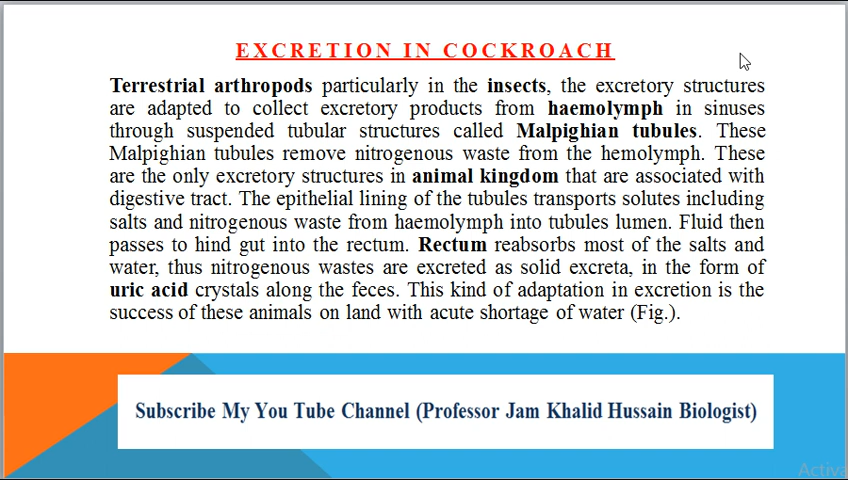 EXCRETION IN COCKROACH
Terrestrial arthropods particularly in the insects, the excretory structures
are adapted to collect excretory products from haemolymph in sinuses
through suspended tubular structures called Malpighian tubules. These
Malpighian tubules remove nitrogenous waste from the hemolymph. These
are the only excretory structures in animal kingdom that are associated with
digestive tract. The epithelial lining of the tubules transports solutes including
salts and nitrogenous waste from haemolymph into tubules lumen. Fluid then
passes to hind gut into the rectum. Rectum reabsorbs most of the salts and
water, thus nitrogenous wastes are excreted as solid excreta, in the form of
uric acid crystals along the feces. This kind of adaptation in excretion is the
success of these animals on land with acute shortage of water (Fig.).
Subscribe My You Tube Channel (Professor Jam Khalid Hussain Biologist)
Activa